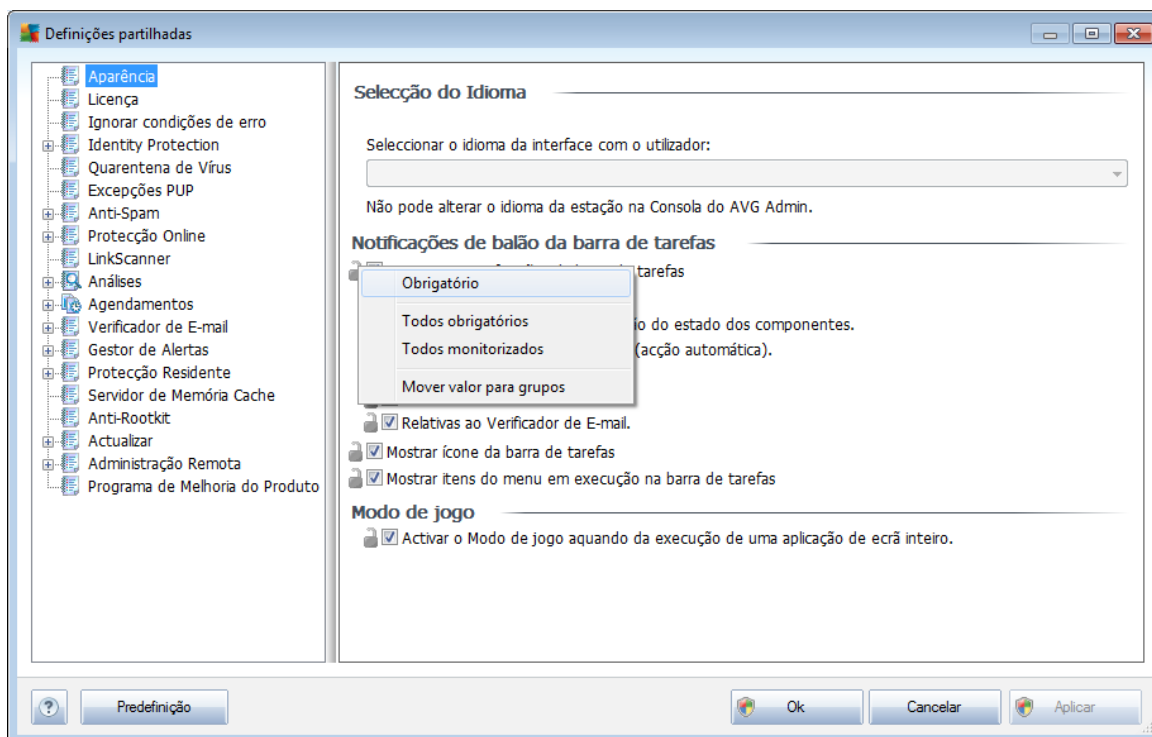 Definições partilhadas
Aparência
Licença
Ignorar condições de erro
Identity Protection
Quarentena de Vírus
Excepções PUP
Anti-Spam
Protecção Online
LinkScanner
Análises
Agendamentos
Verificador de E-mail
Gestor de Alertas
Protecção Residente
Servidor de Memória Cache
Anti-Rootkit
Actualizar
Administração Remota
Programa de Melhoria do Produto
Selecção do Idioma
Seleccionar o idioma da interface com o utilizador:
Não pode alterar o idioma da estação na Consola do AVG Admin.
Notificações de balão da barra de tarefas
tarefas
Obrigatório
Todos obrigatórios
do estado dos componentes.
Todos monitorizados
(acção automática).
Mover valor para grupos
Relativas ao Verificador de E-mail.
Mostrar ícone da barra de tarefas
Mostrar itens do menu em execução na barra de tarefas
Modo de jogo
Activar o Modo de jogo aquando da execução de uma aplicação de ecrã inteiro.
?
Predefinição
Ok
Cancelar
Aplicar